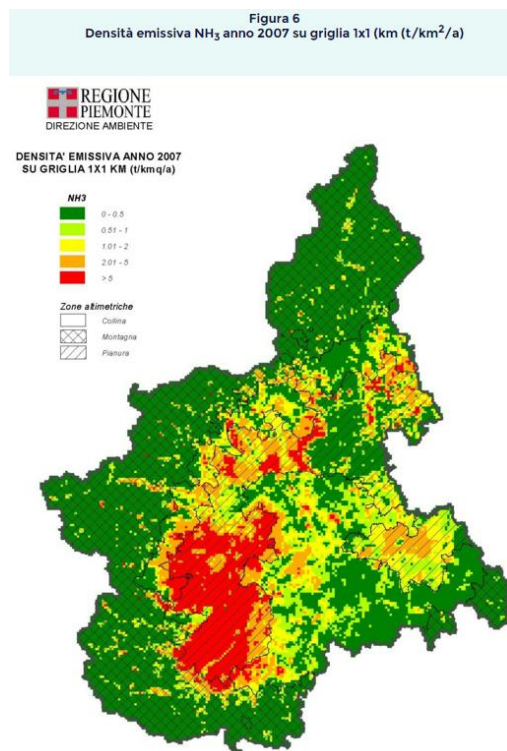 Figura 6
Densità emissiva NH₃ anno 2007 su griglia 1x1 (km (t/km²/a)
REGIONE
PIEMONTE
DIREZIONE AMBIENTE
DENSITA' EMISSIVA ANNO 2007
SU GRIGLIA 1X1 KM (t/kmq/a)
NH3
0 - 0.5
0.51 - 1
1.01 - 2
2.01 - 5
> 5
Zone altimetriche
Collina
Montagna
Pianura